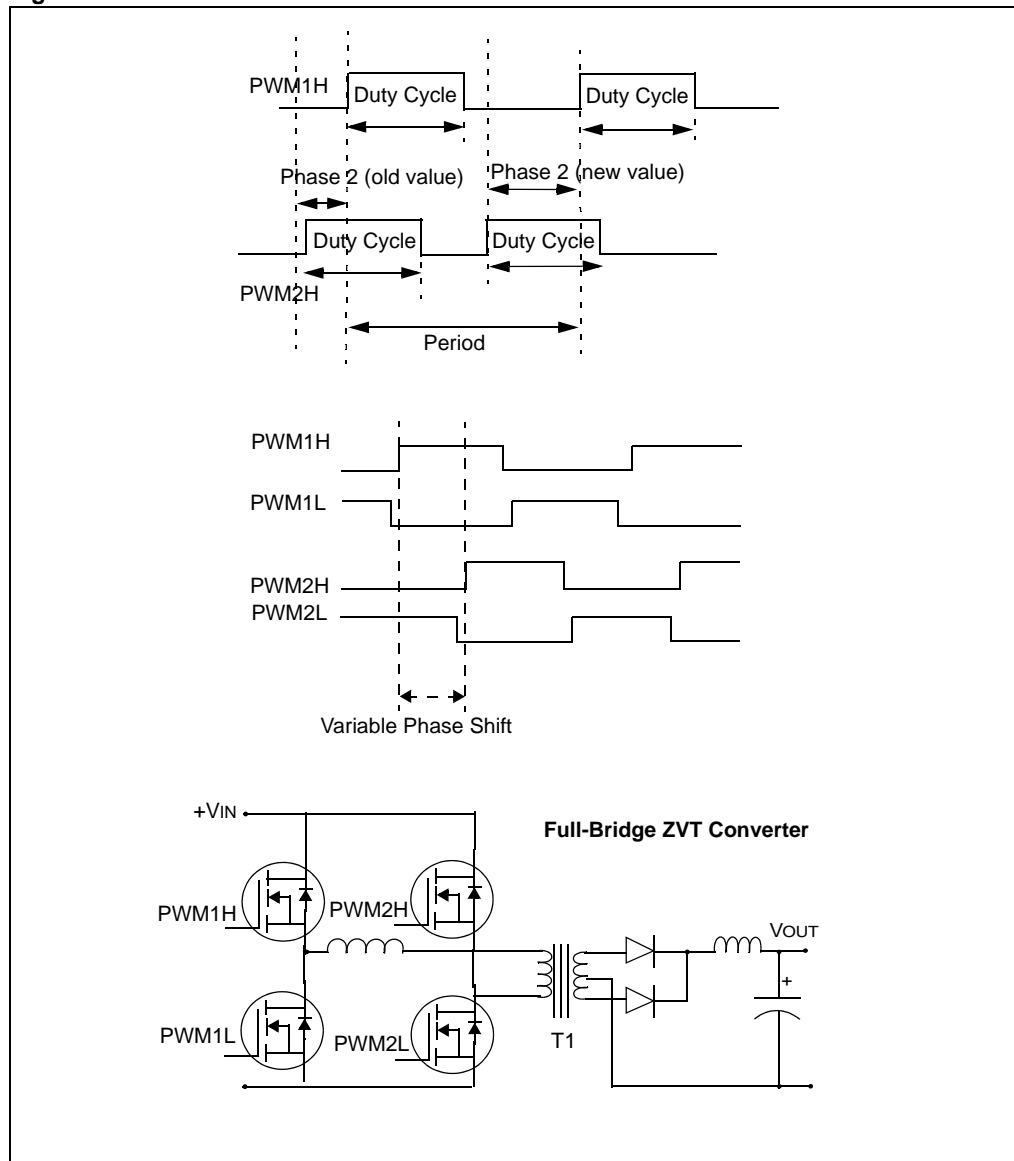 PWM1H
Duty Cycle
Duty Cycle
Phase 2 (old value)
Phase 2 (new value)
Duty Cycle
Duty Cycle
PWM2H
Period
PWM1H
PWM1L
PWM2H
PWM2L
Variable Phase Shift
+VIN
Full-Bridge ZVT Converter
PWM1H
PWM2H
VOUT
+
PWM1L
PWM2L
T1